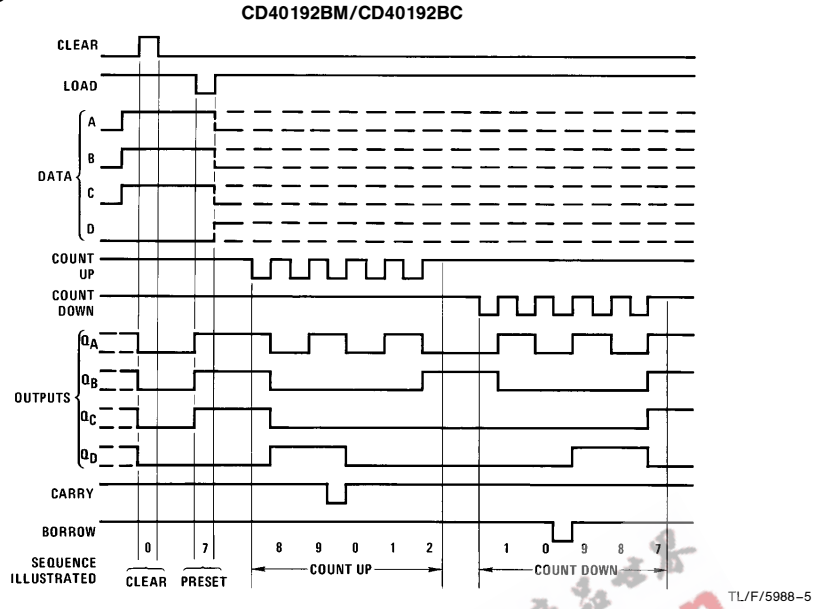 CD40192BM/CD40192BC
CLEAR
LOAD
A
B
DATA
C
D
COUNT
UP
COUNT
DOWN
QA
QB
OUTPUTS
QC
QD
CARRY
BORROW
0 7 8 9 0 1 2 1 0 9 8 7
SEQUENCE
ILLUSTRATED
CLEAR PRESET COUNT UP COUNT DOWN
TL/F/5988–5